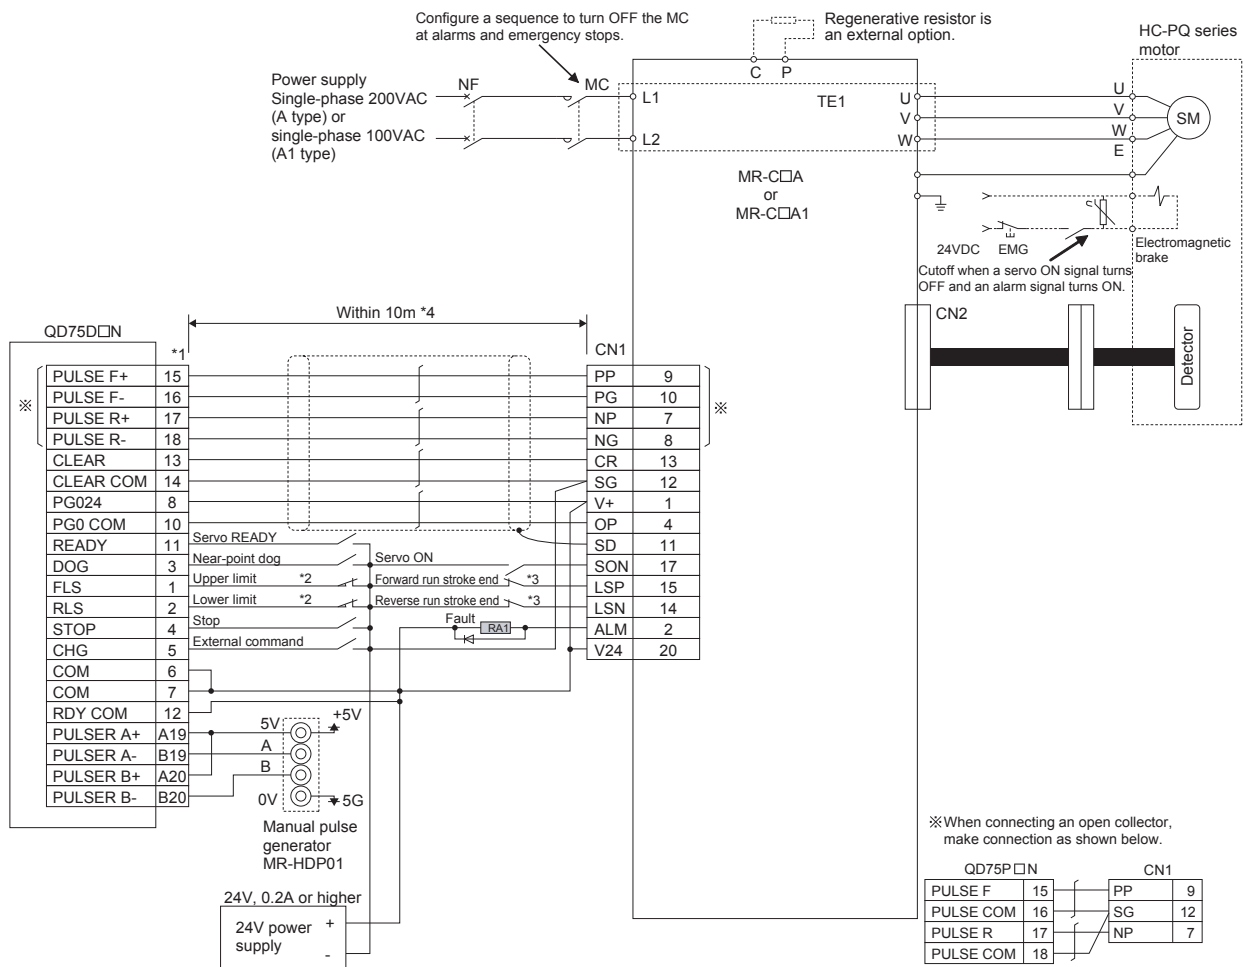 Configure a sequence to turn OFF the MC
at alarms and emergency stops.
Regenerative resistor is
an external option.
HC-PQ series
motor
C P
Power supply
Single-phase 200VAC
(A type) or
single-phase 100VAC
(A1 type)
NF
MC
L1
L2
TE1
U
V
W
U
V
W
E
SM
MR-C□A
or
MR-C□A1
24VDC
EMG
Electromagnetic
brake
Cutoff when a servo ON signal turns
OFF and an alarm signal turns ON.
CN2
Detector
Within 10m *4
QD75D□N
*1
CN1
※
※
PULSE F+ 15 PP 9
PULSE F- 16 PG 10
PULSE R+ 17 NP 7
PULSE R- 18 NG 8
CLEAR 13 CR 13
CLEAR COM 14 SG 12
PG024 8 V+ 1
PG0 COM 10 OP 4
READY 11 Servo READY SD 11
DOG 3 Near-point dog Servo ON SON 17
FLS 1 Upper limit *2 Forward run stroke end *3 LSP 15
RLS 2 Lower limit *2 Reverse run stroke end *3 LSN 14
STOP 4 Stop Fault RA1 ALM 2
CHG 5 External command V24 20
COM 6
COM 7
RDY COM 12
PULSER A+ A19 5V +5V
PULSER A- B19 A
PULSER B+ A20 B
PULSER B- B20 0V 5G
Manual pulse
generator
MR-HDP01
24V, 0.2A or higher
24V power
supply
+
-
※When connecting an open collector,
make connection as shown below.
QD75P□N CN1
PULSE F 15 PP 9
PULSE COM 16 SG 12
PULSE R 17 NP 7
PULSE COM 18